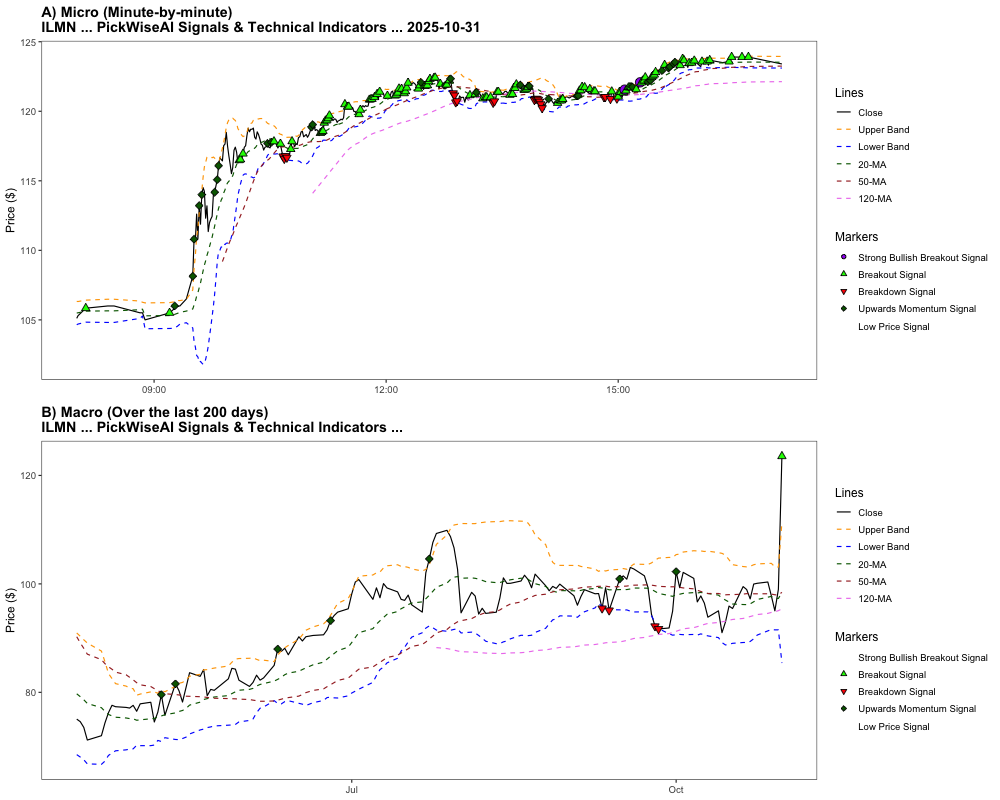 A) Micro (Minute-by-minute)
ILMN ... PickWiseAI Signals & Technical Indicators ... 2025-10-31
125
120
115
110
105
Price ($)
09:00
12:00
15:00
Lines
Close
Upper Band
Lower Band
20-MA
50-MA
120-MA
Markers
Strong Bullish Breakout Signal
Breakout Signal
Breakdown Signal
Upwards Momentum Signal
Low Price Signal
B) Macro (Over the last 200 days)
ILMN ... PickWiseAI Signals & Technical Indicators ...
120
100
80
Price ($)
Jul
Oct
Lines
Close
Upper Band
Lower Band
20-MA
50-MA
120-MA
Markers
Strong Bullish Breakout Signal
Breakout Signal
Breakdown Signal
Upwards Momentum Signal
Low Price Signal